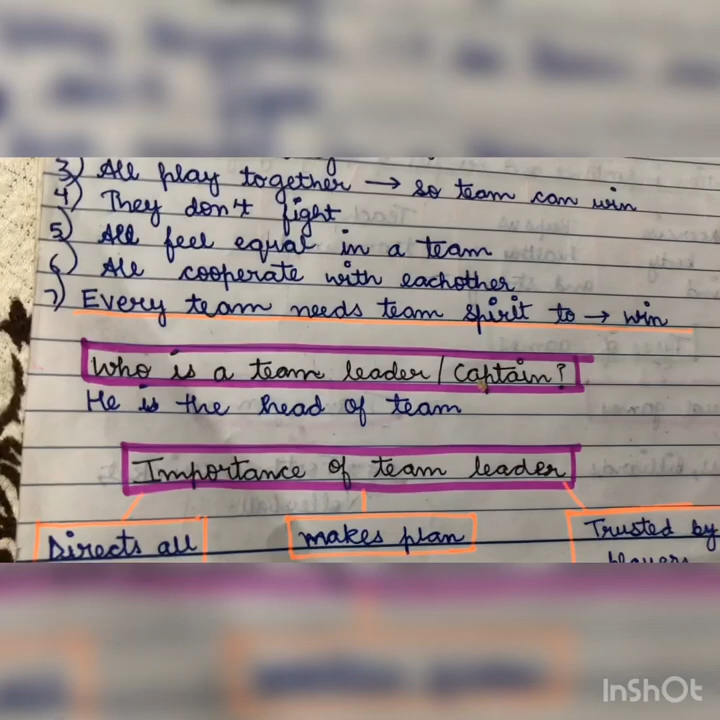 3) All play together → so team can win
4) They don't fight
5) All feel equal in a team
6) All cooperate with eachother
7) Every team needs team spirit to → win
Who is a team leader / Captain?
He is the head of team
Importance of team leader
Directs all
makes plan
Trusted by
players
InShOt